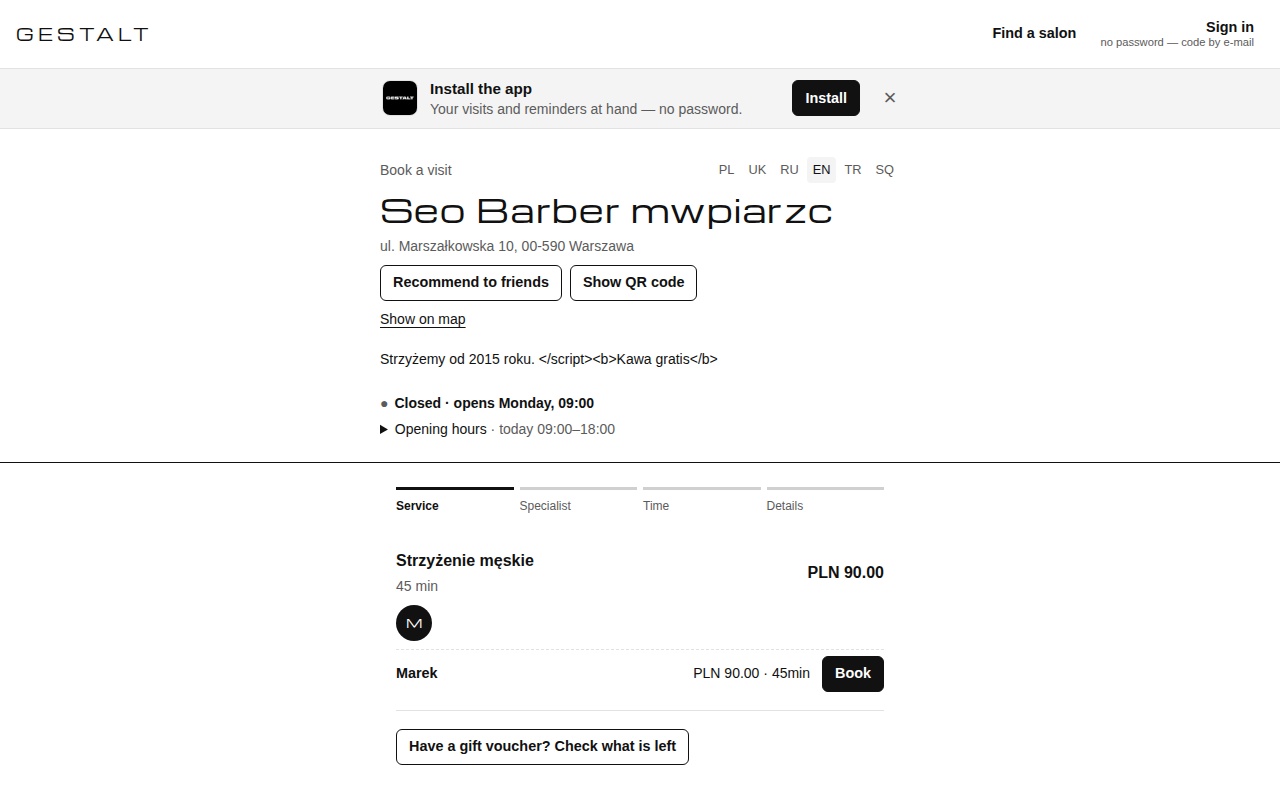 GESTALT
Find a salon
Sign in
no password — code by e-mail
GESTALT
Install the app
Your visits and reminders at hand — no password.
Install
×
Book a visit
PL UK RU EN TR SQ
Seo Barber mwpiarzc
ul. Marszałkowska 10, 00-590 Warszawa
Recommend to friends
Show QR code
Show on map
Strzyżemy od 2015 roku. </script><b>Kawa gratis</b>
● Closed · opens Monday, 09:00
▶ Opening hours · today 09:00–18:00
Service
Specialist
Time
Details
Strzyżenie męskie
45 min
PLN 90.00
M
Marek
PLN 90.00 · 45min
Book
Have a gift voucher? Check what is left